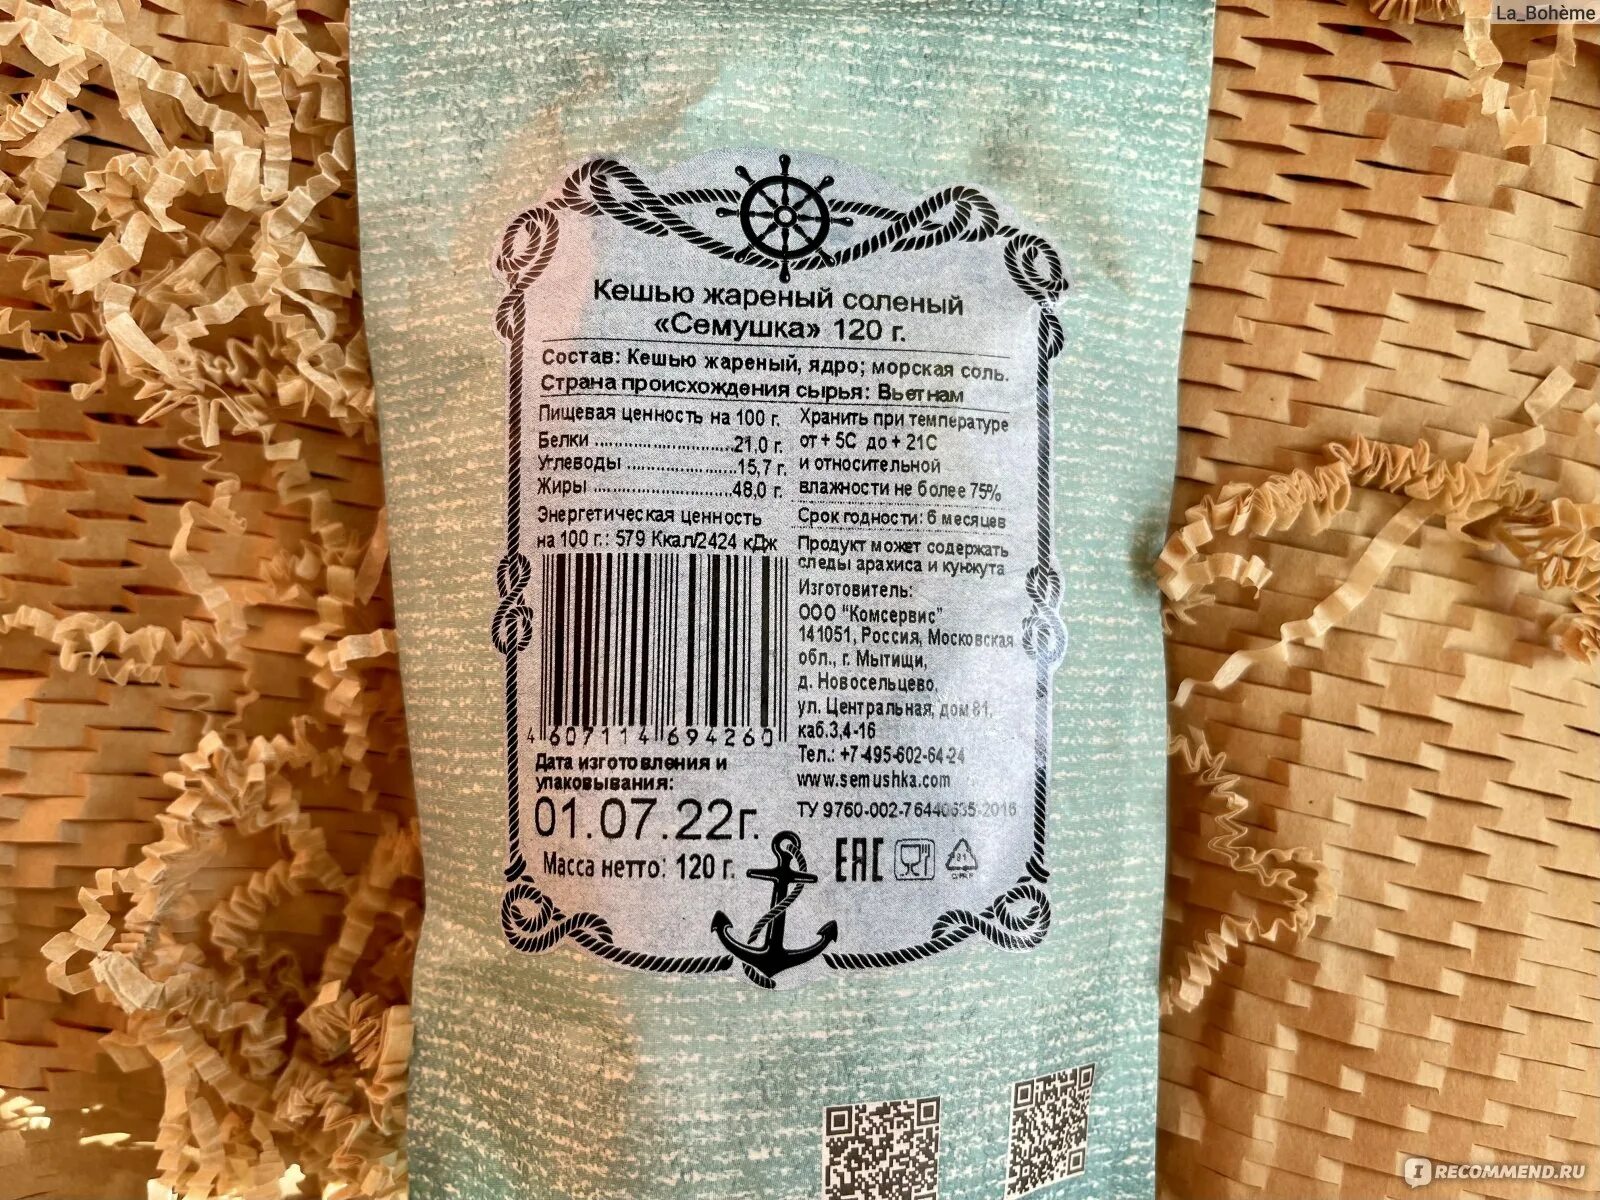 La_Bohème
Кешью жареный соленый
«Семушка» 120 г.
Состав: Кешью жареный, ядро; морская соль.
Страна происхождения сырья: Вьетнам
Пищевая ценность на 100 г.
Белки ......................21,0 г.
Углеводы ..................15,7 г.
Жиры ......................48,0 г.
Энергетическая ценность
на 100 г.: 579 Ккал/2424 кДж
4 607114 694260
Дата изготовления и
упаковывания:
01.07.22г.
Масса нетто: 120 г.
Хранить при температуре
от + 5С до + 21С
и относительной
влажности не более 75%
Срок годности: 6 месяцев
Продукт может содержать
следы арахиса и кунжута
Изготовитель:
ООО "Комсервис"
141051, Россия, Московская
обл., г. Мытищи,
д. Новосельцево,
ул. Центральная, дом 81,
каб.3,4-16
Тел.: +7-495-602-64-24
www.semushka.com
ТУ 9760-002-76440635-2016
EAC
81
IRECOMMEND.RU